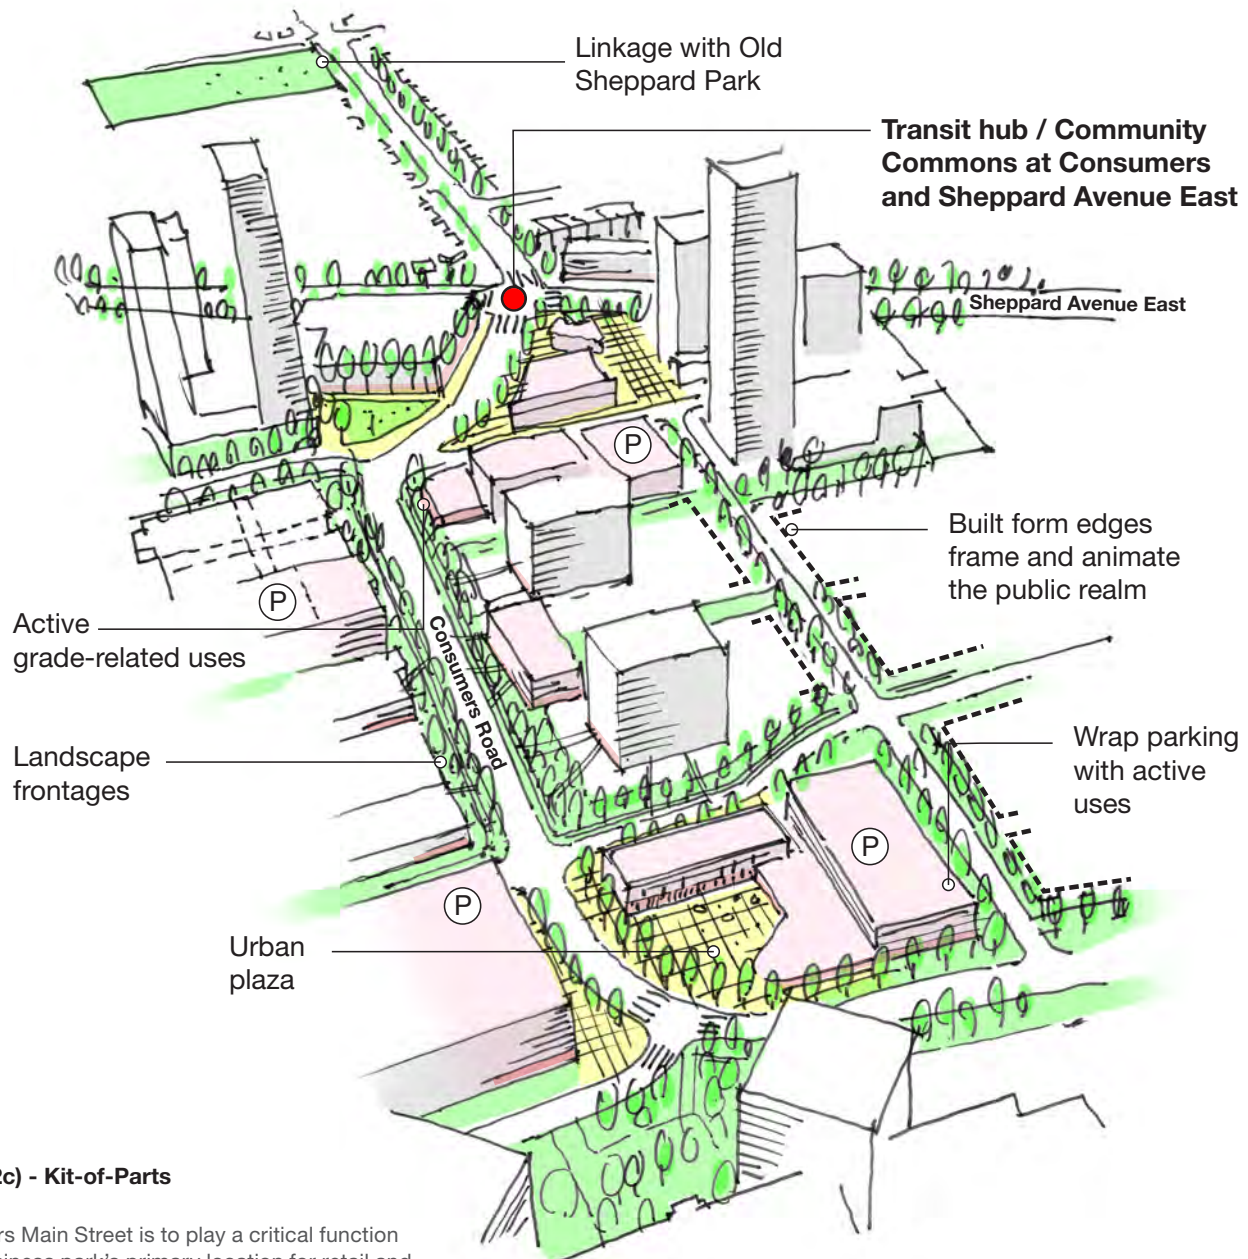 Linkage with Old
Sheppard Park
Transit hub / Community
Commons at Consumers
and Sheppard Avenue East
Sheppard Avenue East
P
Built form edges
frame and animate
the public realm
P
Active
grade-related uses
Consumers Road
Landscape
frontages
Wrap parking
with active
uses
P
P
Urban
plaza
2c) - Kit-of-Parts
rs Main Street is to play a critical function